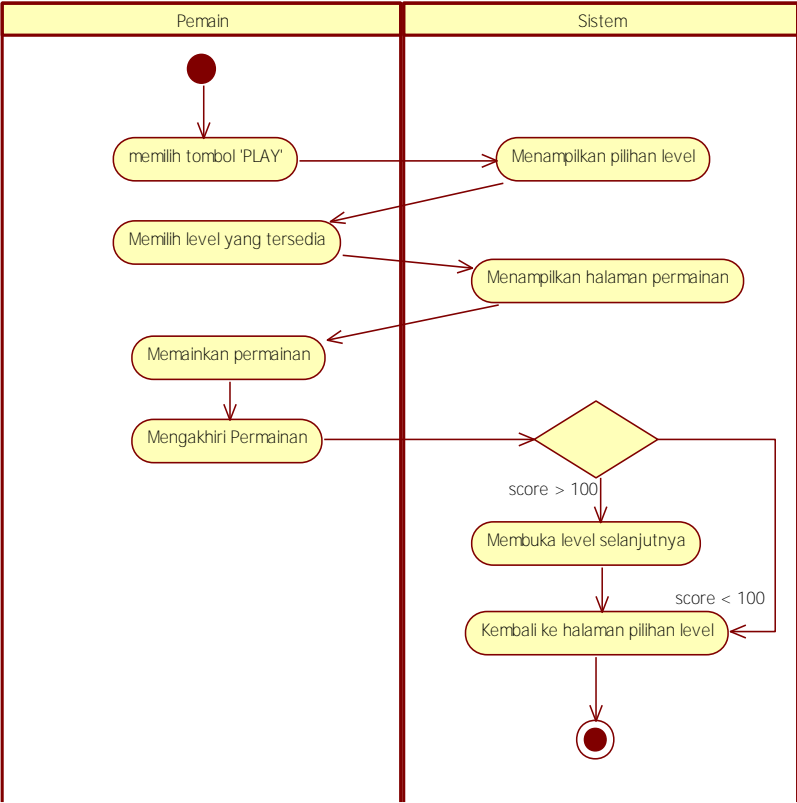 Pemain
Sistem
memilih tombol 'PLAY'
Menampilkan pilihan level
Memilih level yang tersedia
Menampilkan halaman permainan
Memainkan permainan
Mengakhiri Permainan
score > 100
Membuka level selanjutnya
score < 100
Kembali ke halaman pilihan level